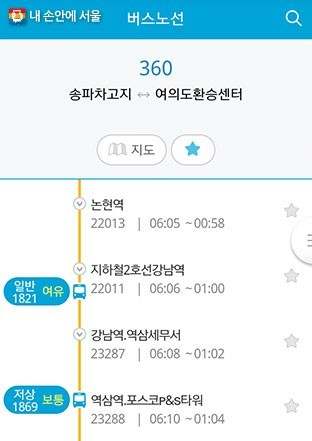 내 손안에 서울
버스노선
360
송파차고지 ↔ 여의도환승센터
지도
논현역
22013 | 06:05 ~ 00:58
지하철2호선강남역
일반 1821 여유
22011 | 06:06 ~ 01:00
강남역.역삼세무서
23287 | 06:08 ~ 01:02
저상 1869 보통
역삼역.포스코P&S타워
23288 | 06:10 ~ 01:04